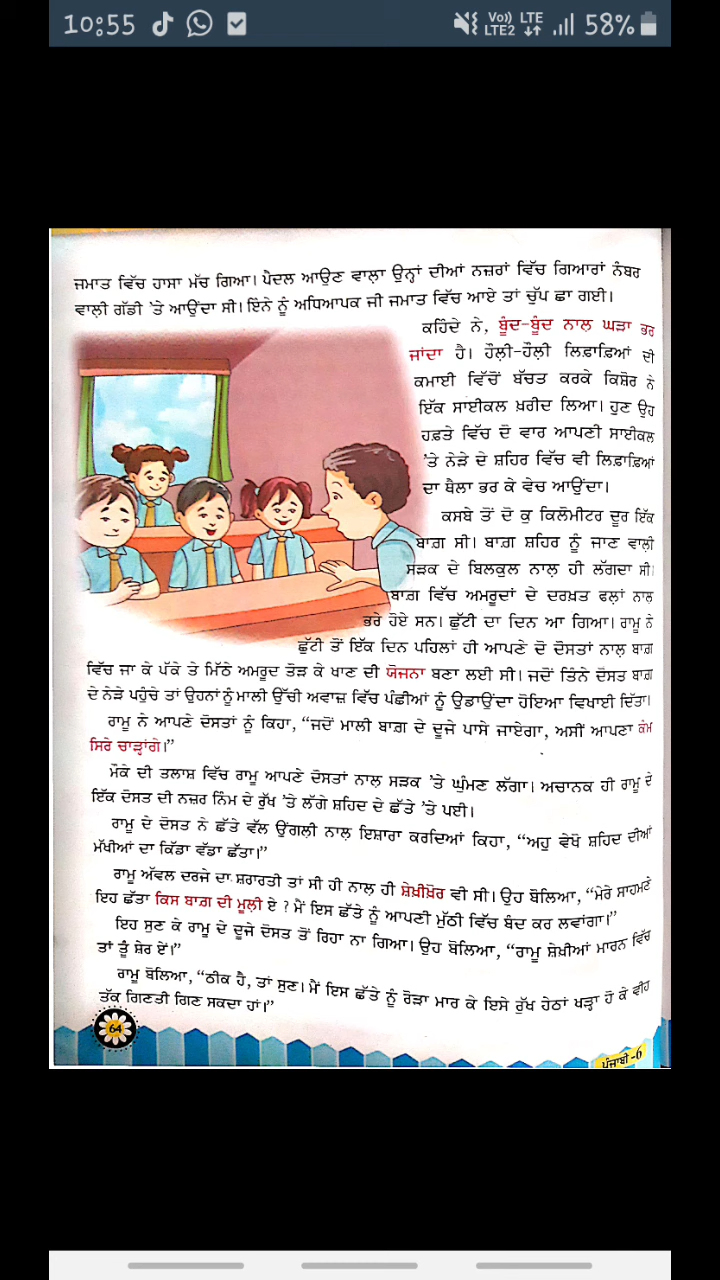 10:55
Vo)) LTE
LTE2
58%
ਜਮਾਤ ਵਿੱਚ ਹਾਸਾ ਮੱਚ ਗਿਆ। ਪੈਦਲ ਆਉਣ ਵਾਲ਼ਾ ਉਨ੍ਹਾਂ ਦੀਆਂ ਨਜ਼ਰਾਂ ਵਿੱਚ ਗਿਆਰਾਂ ਨੰਬਰ
ਵਾਲ਼ੀ ਗੱਡੀ 'ਤੇ ਆਉਂਦਾ ਸੀ। ਇੰਨੇ ਨੂੰ ਅਧਿਆਪਕ ਜੀ ਜਮਾਤ ਵਿੱਚ ਆਏ ਤਾਂ ਚੁੱਪ ਛਾ ਗਈ।
ਕਹਿੰਦੇ ਨੇ, ਬੂੰਦ-ਬੂੰਦ ਨਾਲ਼ ਘੜਾ ਭਰ
ਜਾਂਦਾ ਹੈ। ਹੌਲ਼ੀ-ਹੌਲ਼ੀ ਲਿਫ਼ਾਫ਼ਿਆਂ ਦੀ
ਕਮਾਈ ਵਿੱਚੋਂ ਬੱਚਤ ਕਰਕੇ ਕਿਸ਼ੋਰ ਨੇ
ਇੱਕ ਸਾਈਕਲ ਖ਼ਰੀਦ ਲਿਆ। ਹੁਣ ਉਹ
ਹਫ਼ਤੇ ਵਿੱਚ ਦੋ ਵਾਰ ਆਪਣੀ ਸਾਈਕਲ
'ਤੇ ਨੇੜੇ ਦੇ ਸ਼ਹਿਰ ਵਿੱਚ ਵੀ ਲਿਫ਼ਾਫ਼ਿਆਂ
ਦਾ ਥੈਲਾ ਭਰ ਕੇ ਵੇਚ ਆਉਂਦਾ।
ਕਸਬੇ ਤੋਂ ਦੋ ਕੁ ਕਿਲੋਮੀਟਰ ਦੂਰ ਇੱਕ
ਬਾਗ਼ ਸੀ। ਬਾਗ਼ ਸ਼ਹਿਰ ਨੂੰ ਜਾਣ ਵਾਲ਼ੀ
ਸੜਕ ਦੇ ਬਿਲਕੁਲ ਨਾਲ਼ ਹੀ ਲੱਗਦਾ ਸੀ।
ਬਾਗ਼ ਵਿੱਚ ਅਮਰੂਦਾਂ ਦੇ ਦਰਖ਼ਤ ਫਲ਼ਾਂ ਨਾਲ਼
ਭਰੇ ਹੋਏ ਸਨ। ਛੁੱਟੀ ਦਾ ਦਿਨ ਆ ਗਿਆ। ਰਾਮੂ ਨੇ
ਛੁੱਟੀ ਤੋਂ ਇੱਕ ਦਿਨ ਪਹਿਲਾਂ ਹੀ ਆਪਣੇ ਦੋ ਦੋਸਤਾਂ ਨਾਲ਼ ਬਾਗ਼
ਵਿੱਚ ਜਾ ਕੇ ਪੱਕੇ ਤੇ ਮਿੱਠੇ ਅਮਰੂਦ ਤੋੜ ਕੇ ਖਾਣ ਦੀ ਯੋਜਨਾ ਬਣਾ ਲਈ ਸੀ। ਜਦੋਂ ਤਿੰਨੇ ਦੋਸਤ ਬਾਗ਼
ਦੇ ਨੇੜੇ ਪਹੁੰਚੇ ਤਾਂ ਉਹਨਾਂ ਨੂੰ ਮਾਲੀ ਉੱਚੀ ਅਵਾਜ਼ ਵਿੱਚ ਪੰਛੀਆਂ ਨੂੰ ਉਡਾਉਂਦਾ ਹੋਇਆ ਵਿਖਾਈ ਦਿੱਤਾ।
ਰਾਮੂ ਨੇ ਆਪਣੇ ਦੋਸਤਾਂ ਨੂੰ ਕਿਹਾ, “ਜਦੋਂ ਮਾਲੀ ਬਾਗ਼ ਦੇ ਦੂਜੇ ਪਾਸੇ ਜਾਏਗਾ, ਅਸੀਂ ਆਪਣਾ ਕੰਮ
ਸਿਰੇ ਚਾੜ੍ਹਾਂਗੇ।”
ਮੌਕੇ ਦੀ ਤਲਾਸ਼ ਵਿੱਚ ਰਾਮੂ ਆਪਣੇ ਦੋਸਤਾਂ ਨਾਲ਼ ਸੜਕ 'ਤੇ ਘੁੰਮਣ ਲੱਗਾ। ਅਚਾਨਕ ਹੀ ਰਾਮੂ ਦੇ
ਇੱਕ ਦੋਸਤ ਦੀ ਨਜ਼ਰ ਨਿੰਮ ਦੇ ਰੁੱਖ 'ਤੇ ਲੱਗੇ ਸ਼ਹਿਦ ਦੇ ਛੱਤੇ 'ਤੇ ਪਈ।
ਰਾਮੂ ਦੇ ਦੋਸਤ ਨੇ ਛੱਤੇ ਵੱਲ ਉਂਗਲੀ ਨਾਲ਼ ਇਸ਼ਾਰਾ ਕਰਦਿਆਂ ਕਿਹਾ, “ਅਹੁ ਵੇਖੋ ਸ਼ਹਿਦ ਦੀਆਂ
ਮੱਖੀਆਂ ਦਾ ਕਿੱਡਾ ਵੱਡਾ ਛੱਤਾ।”
ਰਾਮੂ ਅੱਵਲ ਦਰਜੇ ਦਾ ਸ਼ਰਾਰਤੀ ਤਾਂ ਸੀ ਹੀ ਨਾਲ਼ ਹੀ ਸ਼ੇਖ਼ੀਖ਼ੋਰ ਵੀ ਸੀ। ਉਹ ਬੋਲਿਆ, “ਮੇਰੇ ਸਾਹਮਣੇ
ਇਹ ਛੱਤਾ ਕਿਸ ਬਾਗ਼ ਦੀ ਮੂਲ਼ੀ ਏ ? ਮੈਂ ਇਸ ਛੱਤੇ ਨੂੰ ਆਪਣੀ ਮੁੱਠੀ ਵਿੱਚ ਬੰਦ ਕਰ ਲਵਾਂਗਾ।”
ਇਹ ਸੁਣ ਕੇ ਰਾਮੂ ਦੇ ਦੂਜੇ ਦੋਸਤ ਤੋਂ ਰਿਹਾ ਨਾ ਗਿਆ। ਉਹ ਬੋਲਿਆ, “ਰਾਮੂ ਸ਼ੇਖ਼ੀਆਂ ਮਾਰਨ ਵਿੱਚ
ਤਾਂ ਤੂੰ ਸ਼ੇਰ ਏਂ।”
ਰਾਮੂ ਬੋਲਿਆ, “ਠੀਕ ਹੈ, ਤਾਂ ਸੁਣ। ਮੈਂ ਇਸ ਛੱਤੇ ਨੂੰ ਰੋੜਾ ਮਾਰ ਕੇ ਇਸੇ ਰੁੱਖ ਹੇਠਾਂ ਖੜ੍ਹਾ ਹੋ ਕੇ ਵੀਹ
ਤੱਕ ਗਿਣਤੀ ਗਿਣ ਸਕਦਾ ਹਾਂ।”
64
ਪੰਜਾਬੀ-6